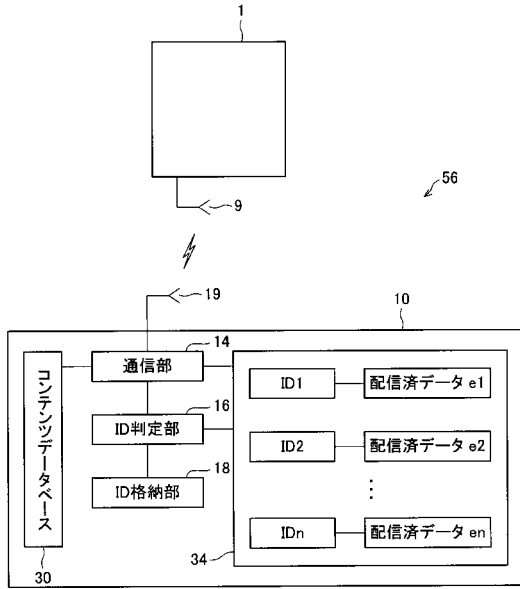 1
9
56
19
10
14
通信部
16
ID判定部
18
ID格納部
コンテンツデータベース
30
34
ID1
配信済データ e1
ID2
配信済データ e2
⋮
⋮
IDn
配信済データ en